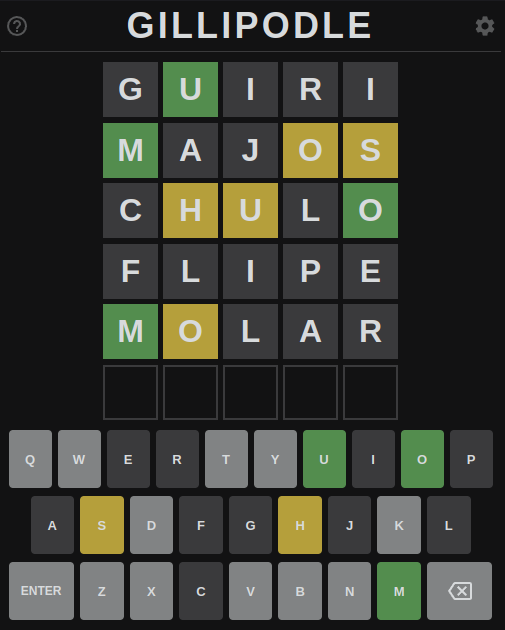 ?
GILLIPODLE
G U I R I
M A J O S
C H U L O
F L I P E
M O L A R
Q W E R T Y U I O P
A S D F G H J K L
ENTER Z X C V B N M